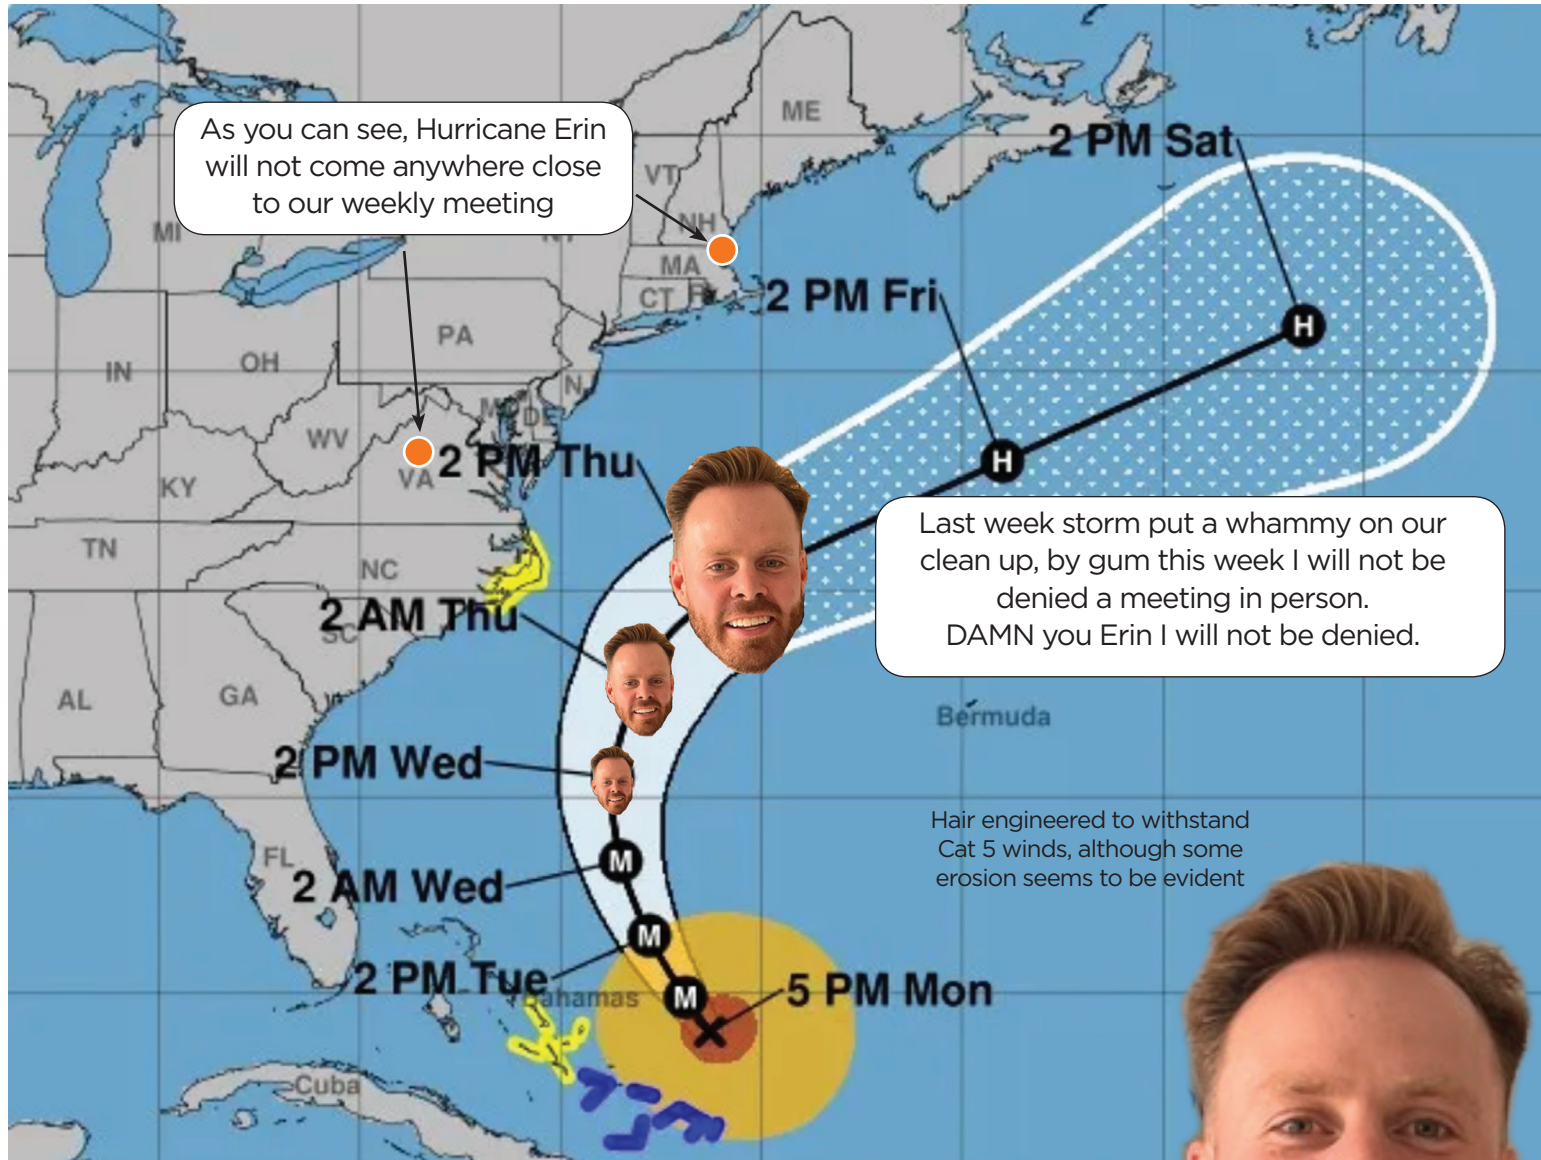 ME
2 PM Sat
As you can see, Hurricane Erin
will not come anywhere close
to our weekly meeting
VT
NH
MI
MA
CT
2 PM Fri
PA
OH
IN
N
DE
WV
VA
2 PM Thu
KY
TN
NC
H
H
Last week storm put a whammy on our
clean up, by gum this week I will not be
denied a meeting in person.
DAMN you Erin I will not be denied.
2 AM Thu
SC
AL
GA
Bermuda
2 PM Wed
Hair engineered to withstand
Cat 5 winds, although some
erosion seems to be evident
FL
2 AM Wed
M
M
2 PM Tue
Bahamas
M
5 PM Mon
Cuba